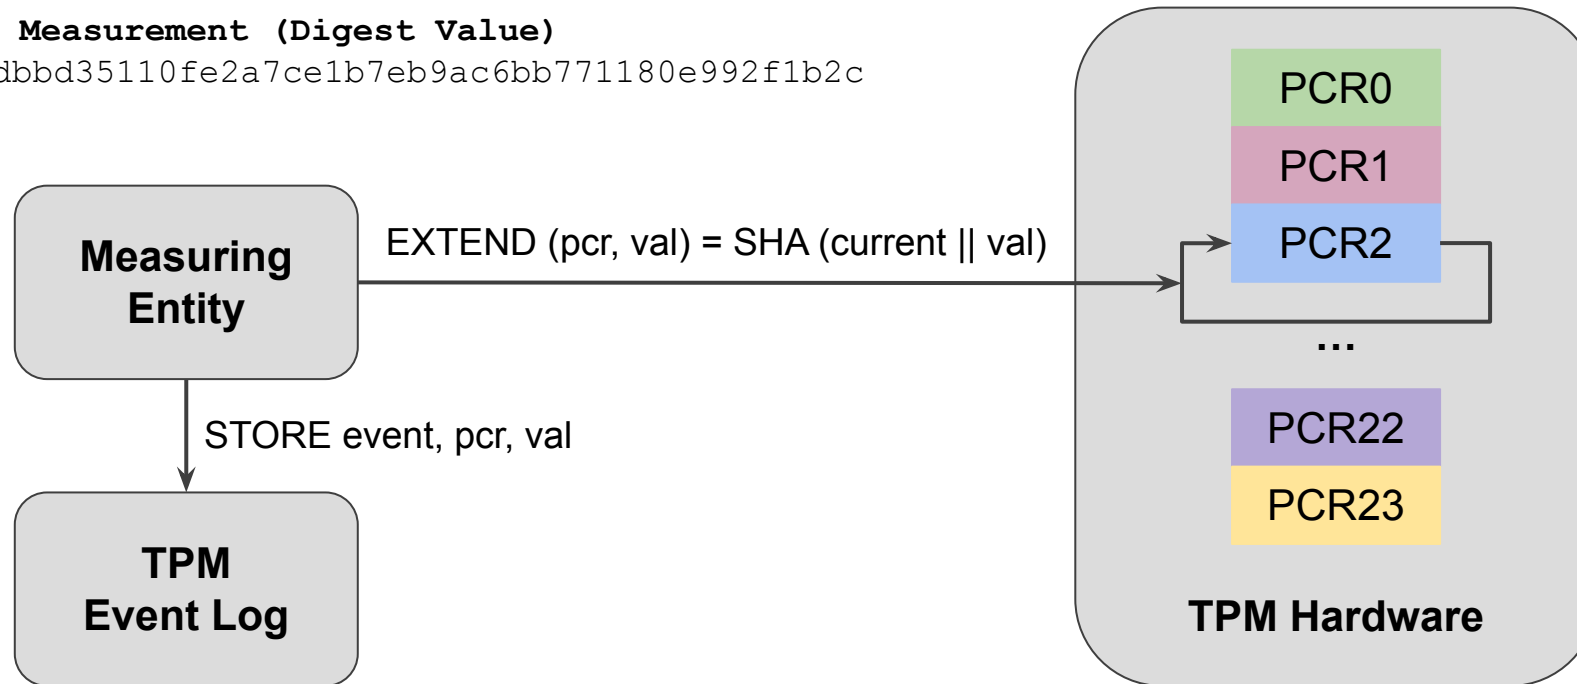 Measurement (Digest Value)
dbbd35110fe2a7ce1b7eb9ac6bb771180e992f1b2c
PCR0
PCR1
PCR2
...
PCR22
PCR23
TPM Hardware
Measuring
Entity
EXTEND (pcr, val) = SHA (current || val)
STORE event, pcr, val
TPM
Event Log